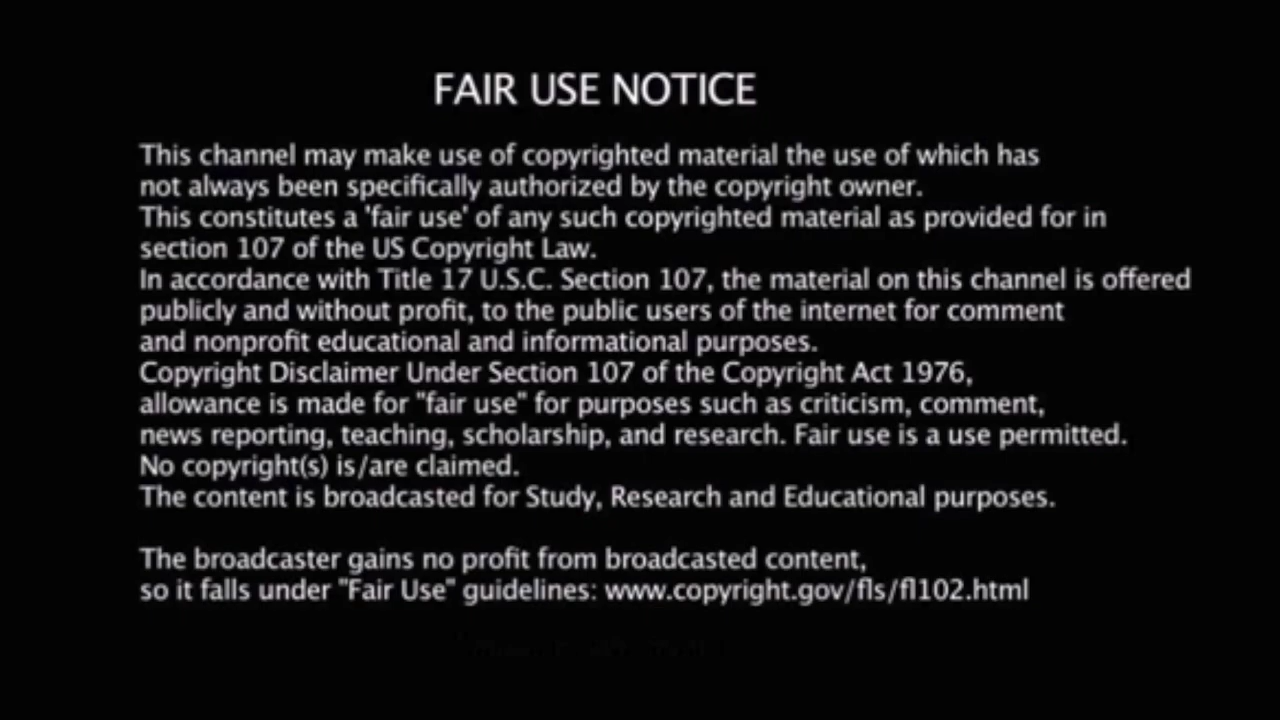 FAIR USE NOTICE
This channel may make use of copyrighted material the use of which has
not always been specifically authorized by the copyright owner.
This constitutes a 'fair use' of any such copyrighted material as provided for in
section 107 of the US Copyright Law.
In accordance with Title 17 U.S.C. Section 107, the material on this channel is offered
publicly and without profit, to the public users of the internet for comment
and nonprofit educational and informational purposes.
Copyright Disclaimer Under Section 107 of the Copyright Act 1976,
allowance is made for "fair use" for purposes such as criticism, comment,
news reporting, teaching, scholarship, and research. Fair use is a use permitted.
No copyright(s) is/are claimed.
The content is broadcasted for Study, Research and Educational purposes.
The broadcaster gains no profit from broadcasted content,
so it falls under "Fair Use" guidelines: www.copyright.gov/fls/fl102.html